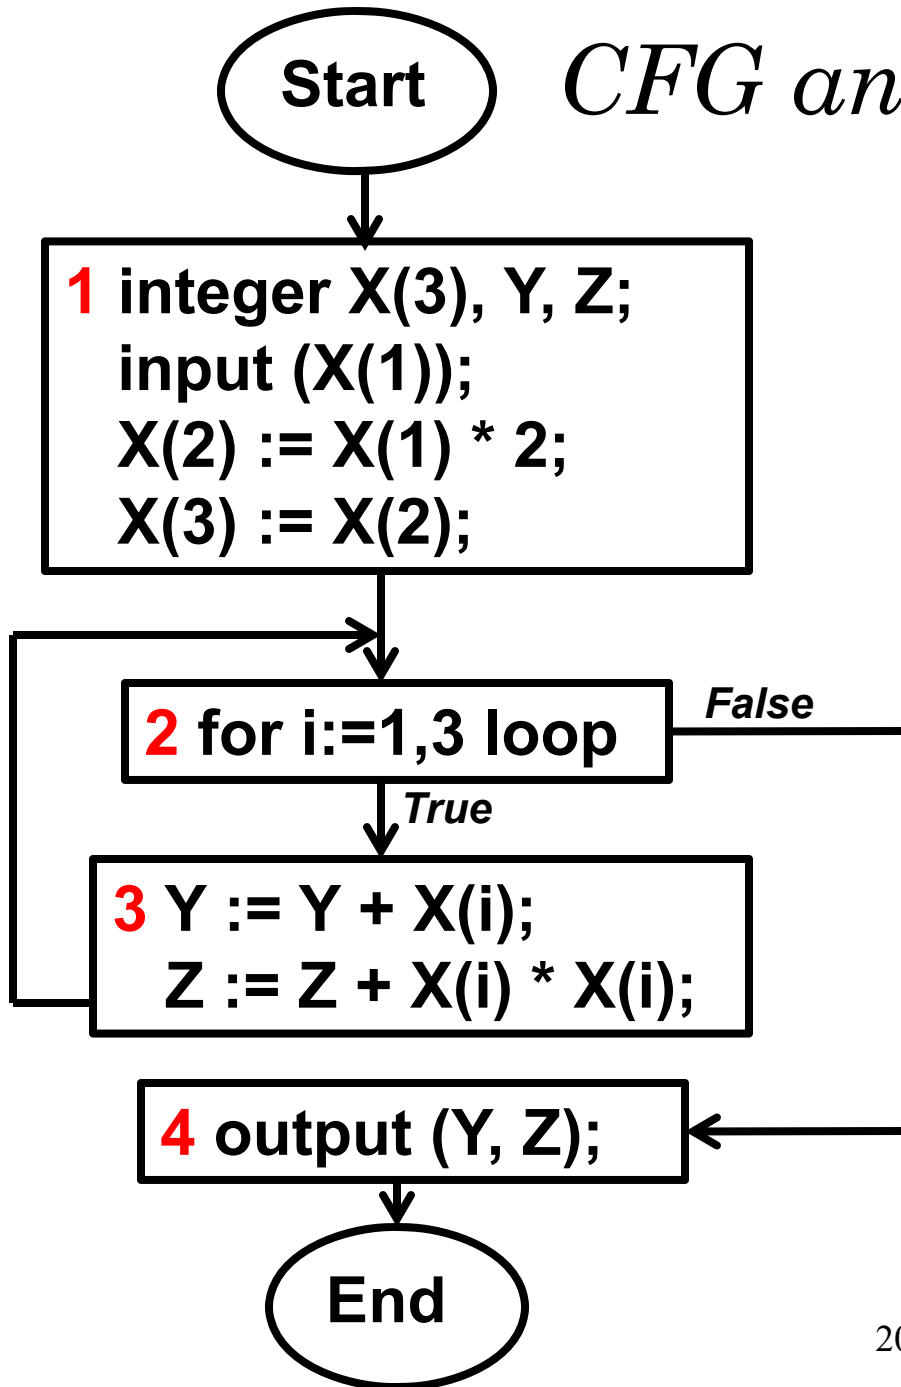 Start
CFG an
1 integer X(3), Y, Z;
input (X(1));
X(2) := X(1) * 2;
X(3) := X(2);
2 for i:=1,3 loop
False
True
3 Y := Y + X(i);
Z := Z + X(i) * X(i);
4 output (Y, Z);
End
20